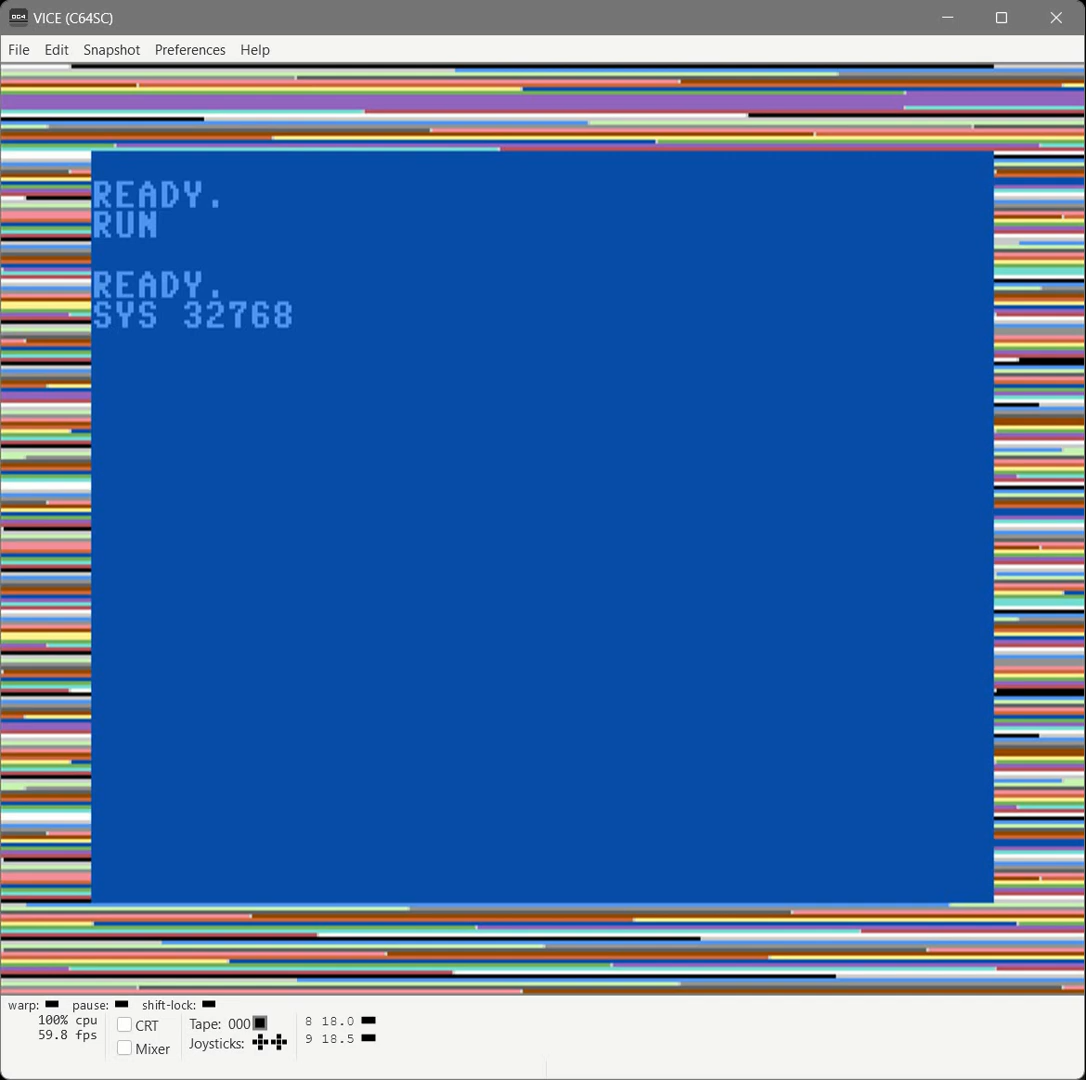 VICE (C64SC)
File Edit Snapshot Preferences Help
READY.
RUN
READY.
SYS 32768
warp: pause: shift-lock:
100% cpu
59.8 fps
CRT
Mixer
Tape: 000
Joysticks:
8 18.0
9 18.5